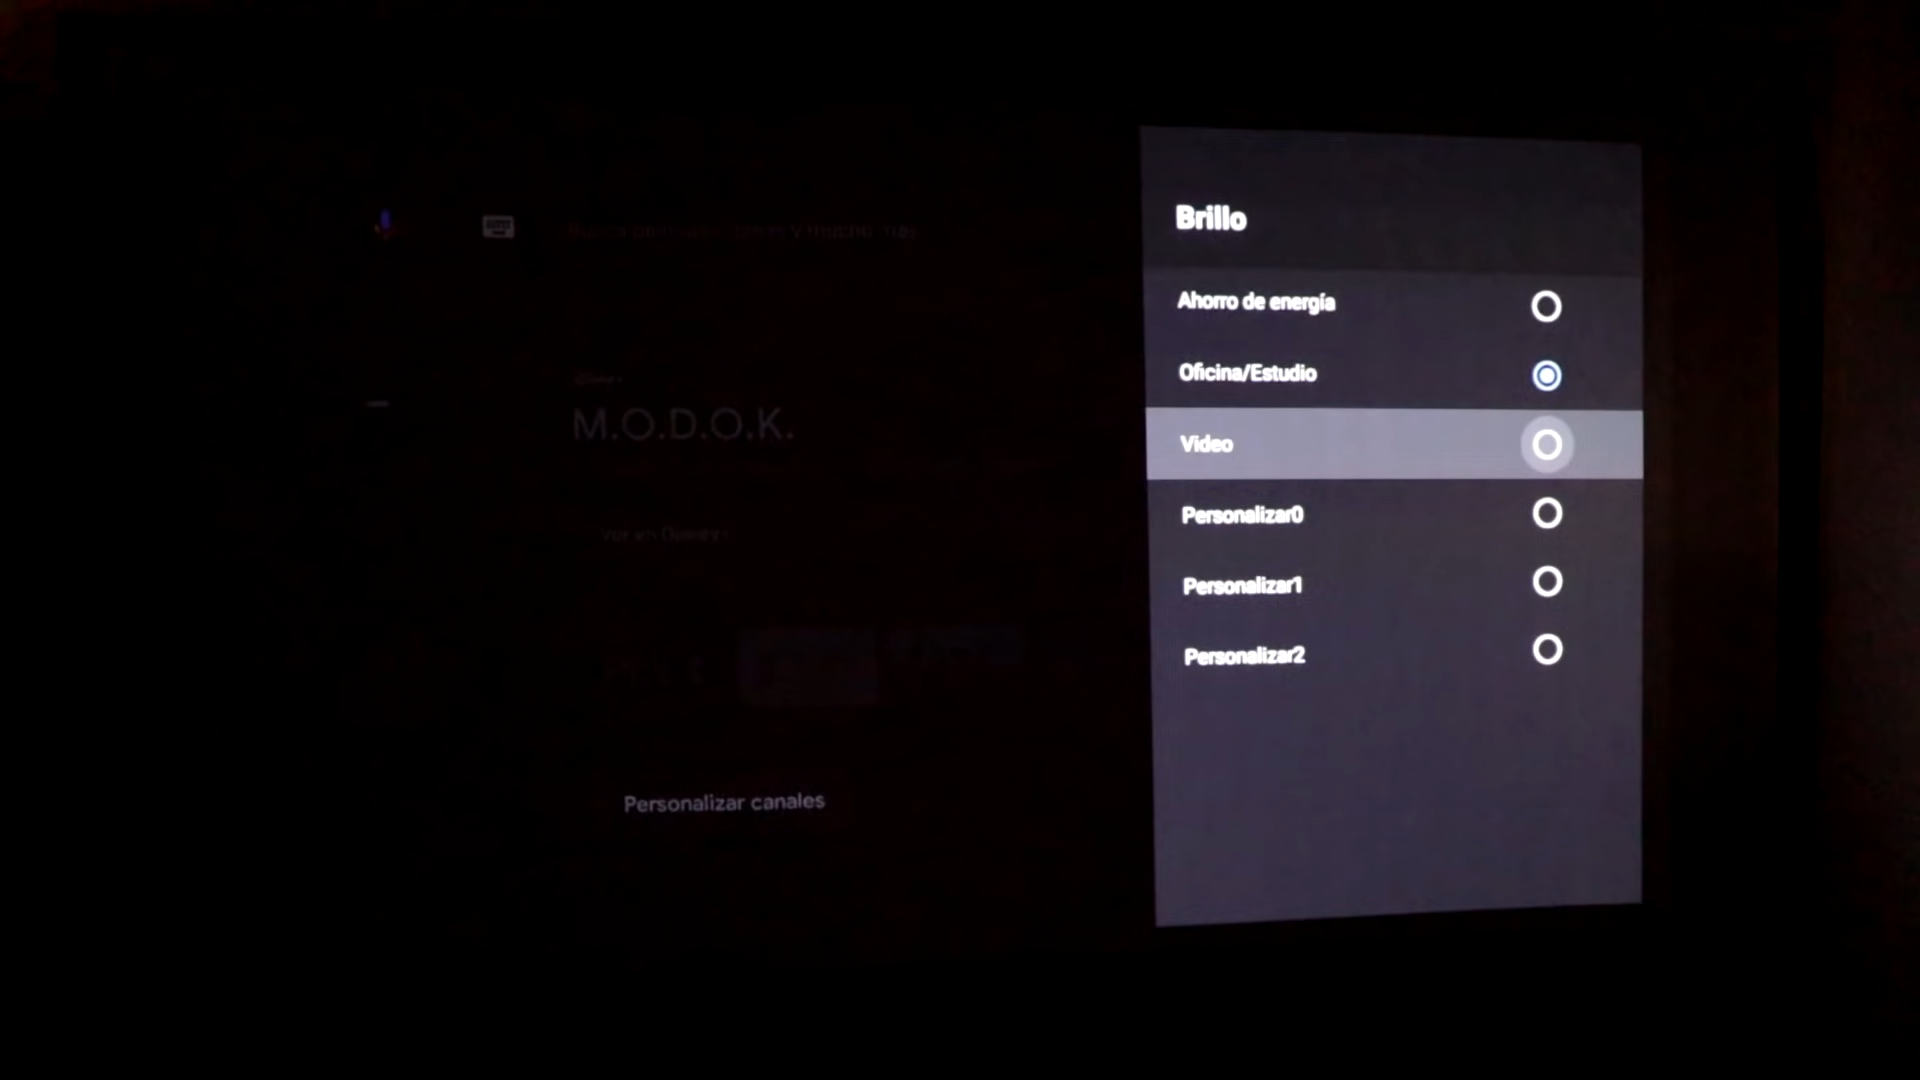 M.O.D.O.K.
Personalizar canales
Brillo
Ahorro de energía
Oficina/Estudio
Video
Personalizar0
Personalizar1
Personalizar2